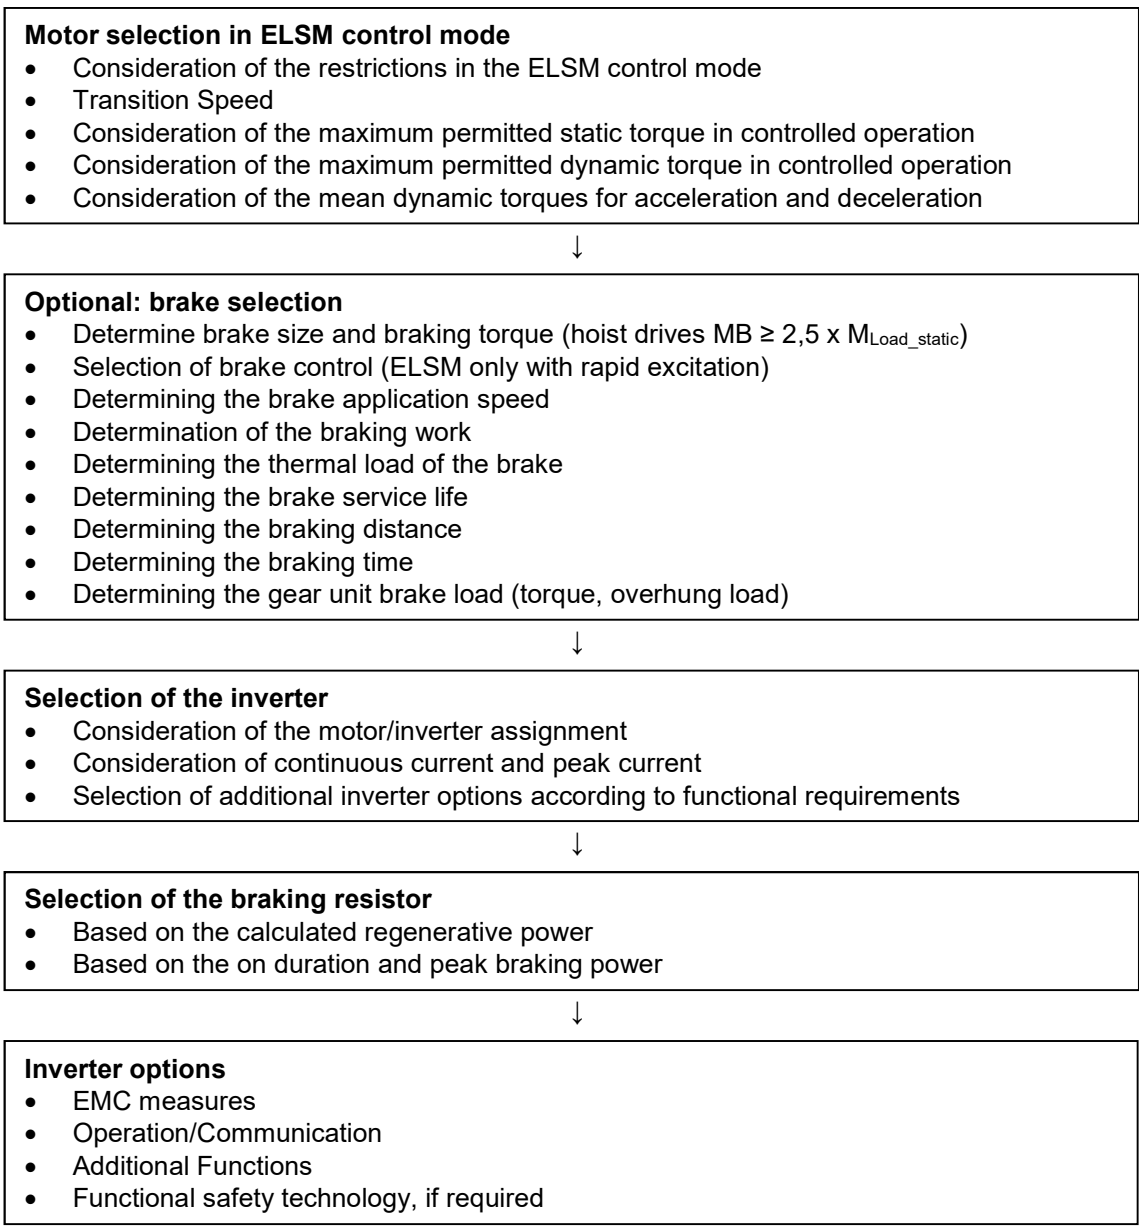 Motor selection in ELSM control mode
• Consideration of the restrictions in the ELSM control mode
• Transition Speed
• Consideration of the maximum permitted static torque in controlled operation
• Consideration of the maximum permitted dynamic torque in controlled operation
• Consideration of the mean dynamic torques for acceleration and deceleration
↓
Optional: brake selection
• Determine brake size and braking torque (hoist drives MB ≥ 2,5 x MLoad_static)
• Selection of brake control (ELSM only with rapid excitation)
• Determining the brake application speed
• Determination of the braking work
• Determining the thermal load of the brake
• Determining the brake service life
• Determining the braking distance
• Determining the braking time
• Determining the gear unit brake load (torque, overhung load)
↓
Selection of the inverter
• Consideration of the motor/inverter assignment
• Consideration of continuous current and peak current
• Selection of additional inverter options according to functional requirements
↓
Selection of the braking resistor
• Based on the calculated regenerative power
• Based on the on duration and peak braking power
↓
Inverter options
• EMC measures
• Operation/Communication
• Additional Functions
• Functional safety technology, if required